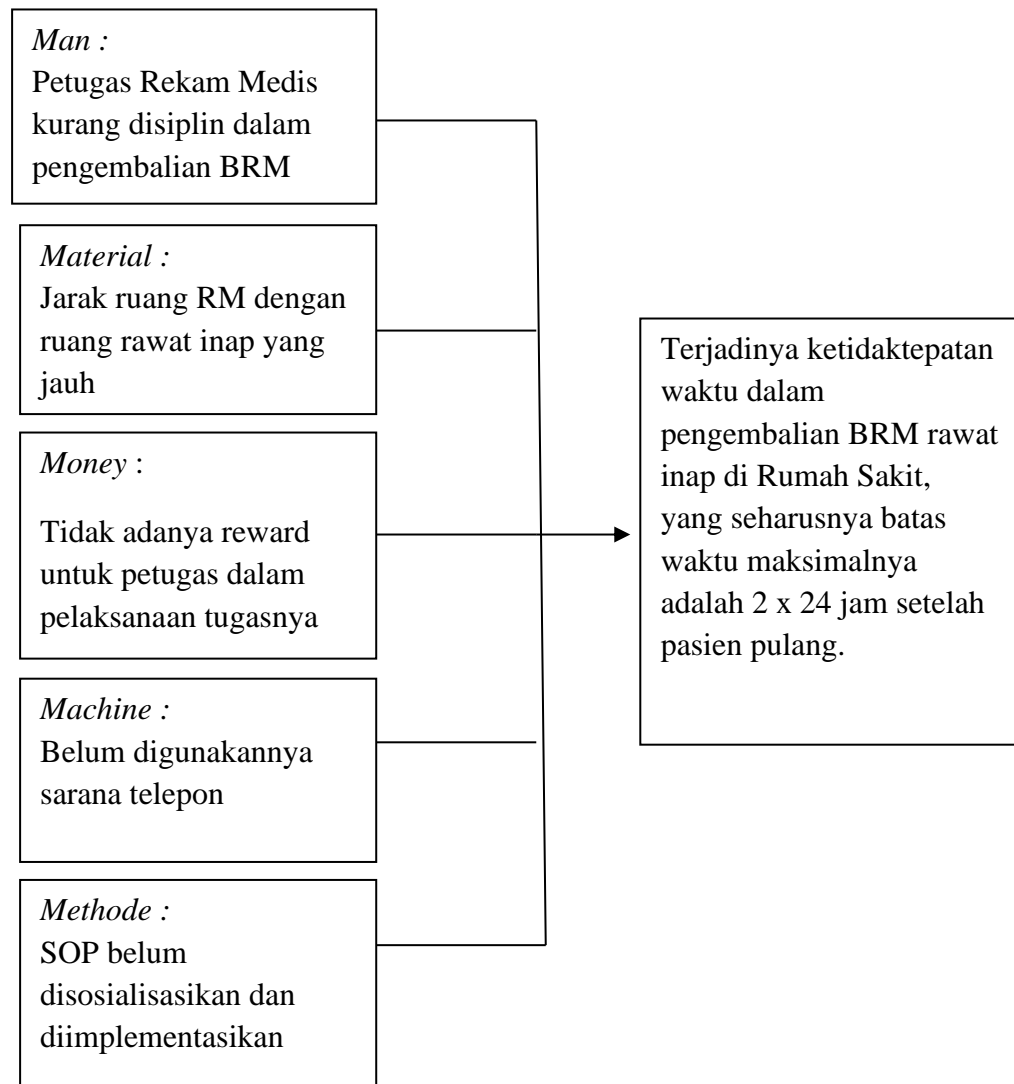 Man :
Petugas Rekam Medis
kurang disiplin dalam
pengembalian BRM
Material :
Jarak ruang RM dengan
ruang rawat inap yang
jauh
Money :
Tidak adanya reward
untuk petugas dalam
pelaksanaan tugasnya
Machine :
Belum digunakannya
sarana telepon
Methode :
SOP belum
disosialisasikan dan
diimplementasikan
Terjadinya ketidaktepatan
waktu dalam
pengembalian BRM rawat
inap di Rumah Sakit,
yang seharusnya batas
waktu maksimalnya
adalah 2 x 24 jam setelah
pasien pulang.